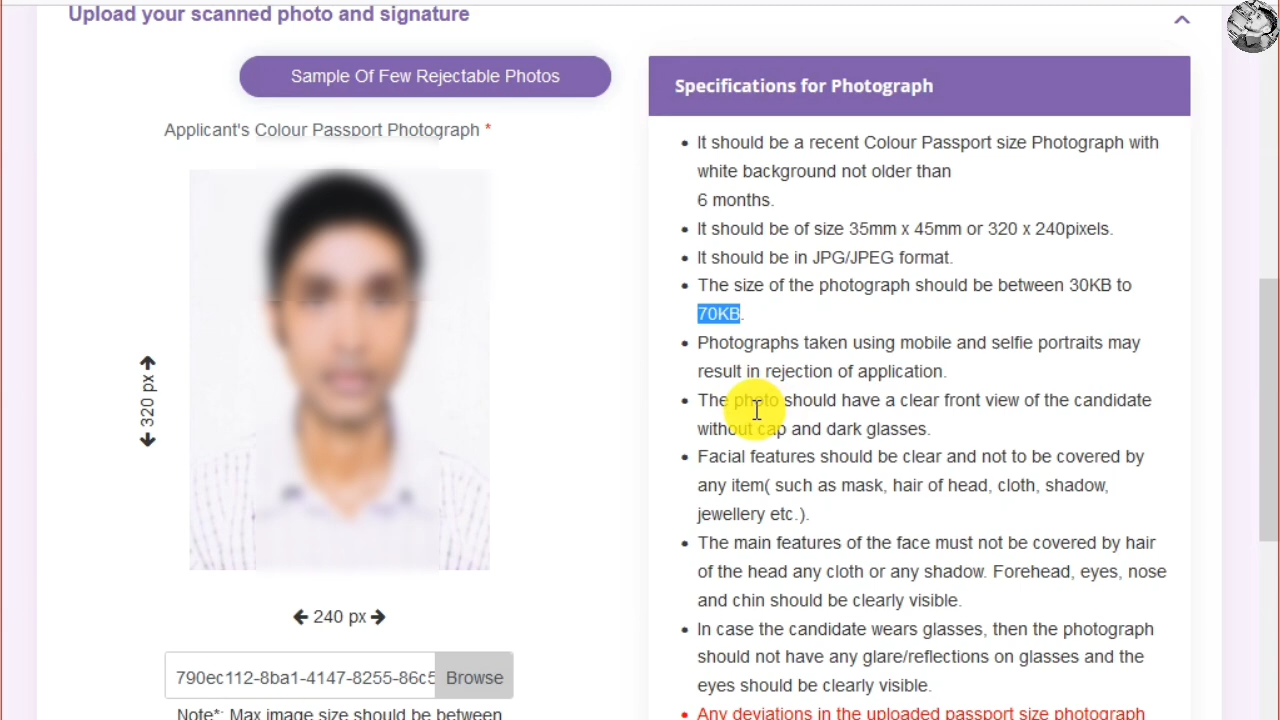 Upload your scanned photo and signature
Sample Of Few Rejectable Photos
Applicant's Colour Passport Photograph *
320 px
240 px
790ec112-8ba1-4147-8255-86c5
Browse
Note*: Max image size should be between
Specifications for Photograph
It should be a recent Colour Passport size Photograph with
white background not older than
6 months.
It should be of size 35mm x 45mm or 320 x 240pixels.
It should be in JPG/JPEG format.
The size of the photograph should be between 30KB to
70KB.
Photographs taken using mobile and selfie portraits may
result in rejection of application.
The photo should have a clear front view of the candidate
without cap and dark glasses.
Facial features should be clear and not to be covered by
any item( such as mask, hair of head, cloth, shadow,
jewellery etc.).
The main features of the face must not be covered by hair
of the head any cloth or any shadow. Forehead, eyes, nose
and chin should be clearly visible.
In case the candidate wears glasses, then the photograph
should not have any glare/reflections on glasses and the
eyes should be clearly visible.
Any deviations in the uploaded passport size photograph